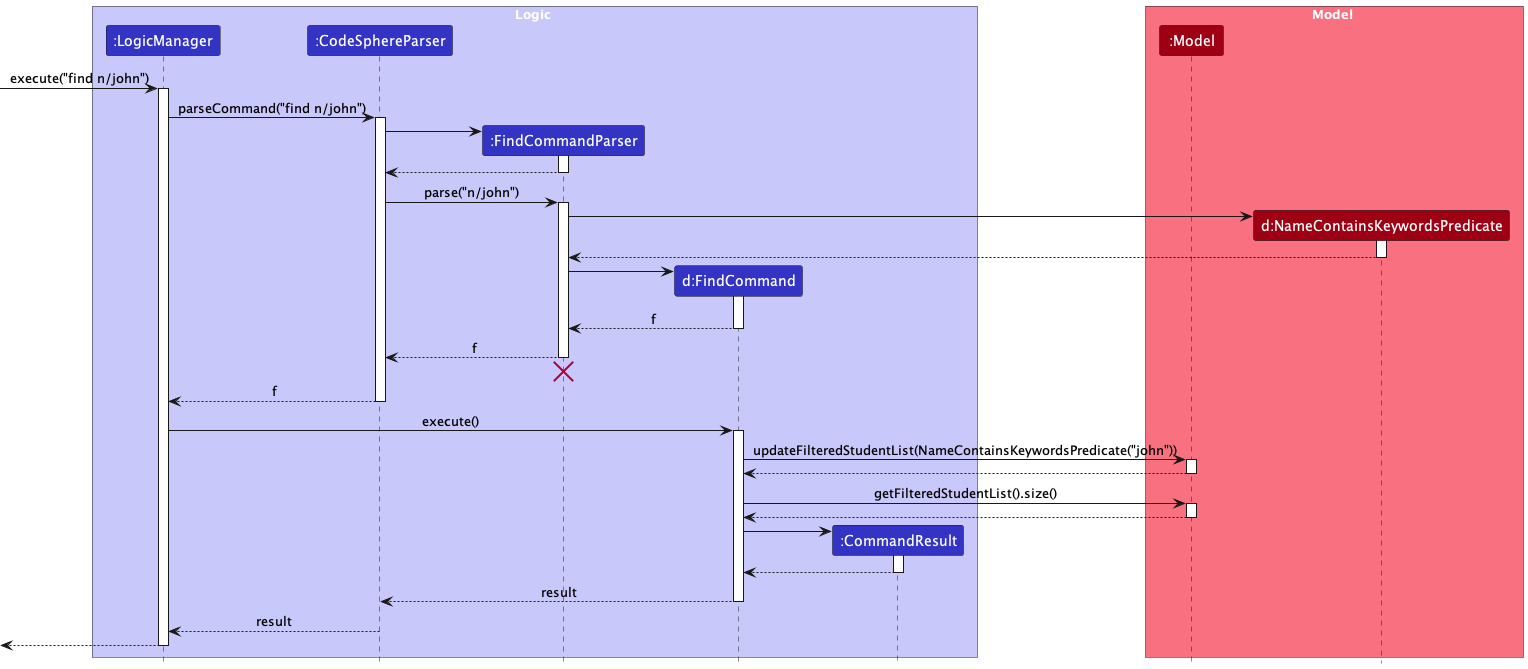 Logic
Model
:LogicManager
:CodeSphereParser
:Model
execute("find n/john")
parseCommand("find n/john")
:FindCommandParser
parse("n/john")
d:NameContainsKeywordsPredicate
d:FindCommand
f
f
f
execute()
updateFilteredStudentList(NameContainsKeywordsPredicate("john"))
getFilteredStudentList().size()
:CommandResult
result
result